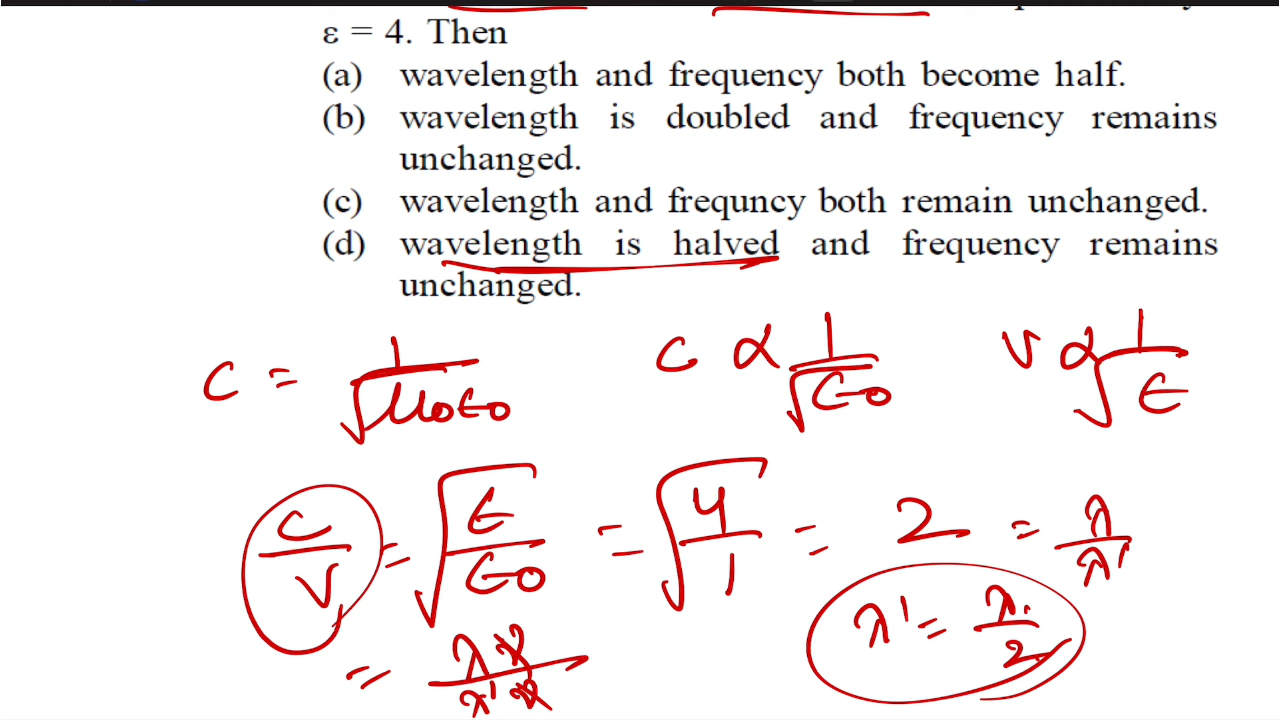 ε = 4. Then
(a) wavelength and frequency both become half.
(b) wavelength is doubled and frequency remains
unchanged.
(c) wavelength and frequncy both remain unchanged.
(d) wavelength is halved and frequency remains
unchanged.
C = 1/√μ0ε0 C ∝ 1/√ε0 v ∝ 1/√ε
C/v = √ε/ε0 = √4/1 = 2 = λ/λ'
= λν/λ'ν λ' = λ/2